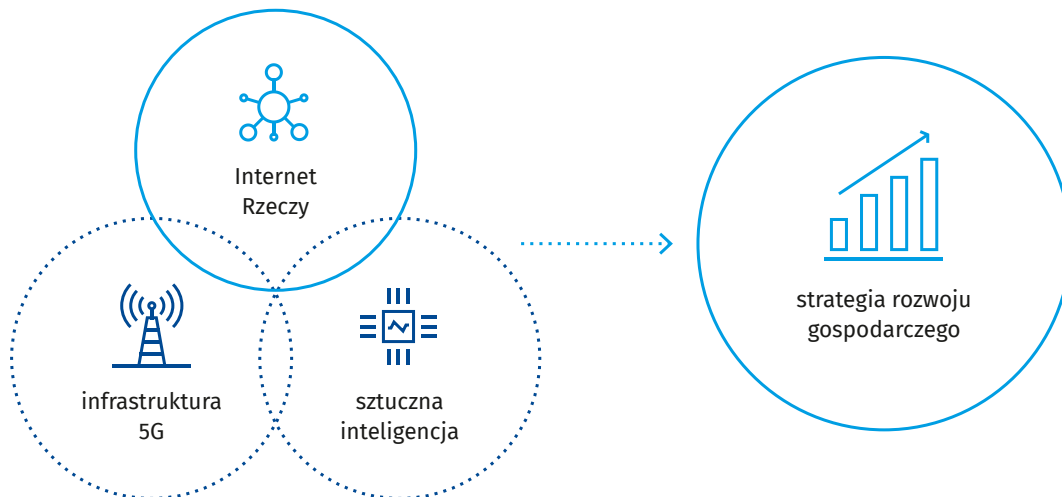 Internet
Rzeczy
infrastruktura
5G
sztuczna
inteligencja
strategia rozwoju
gospodarczego